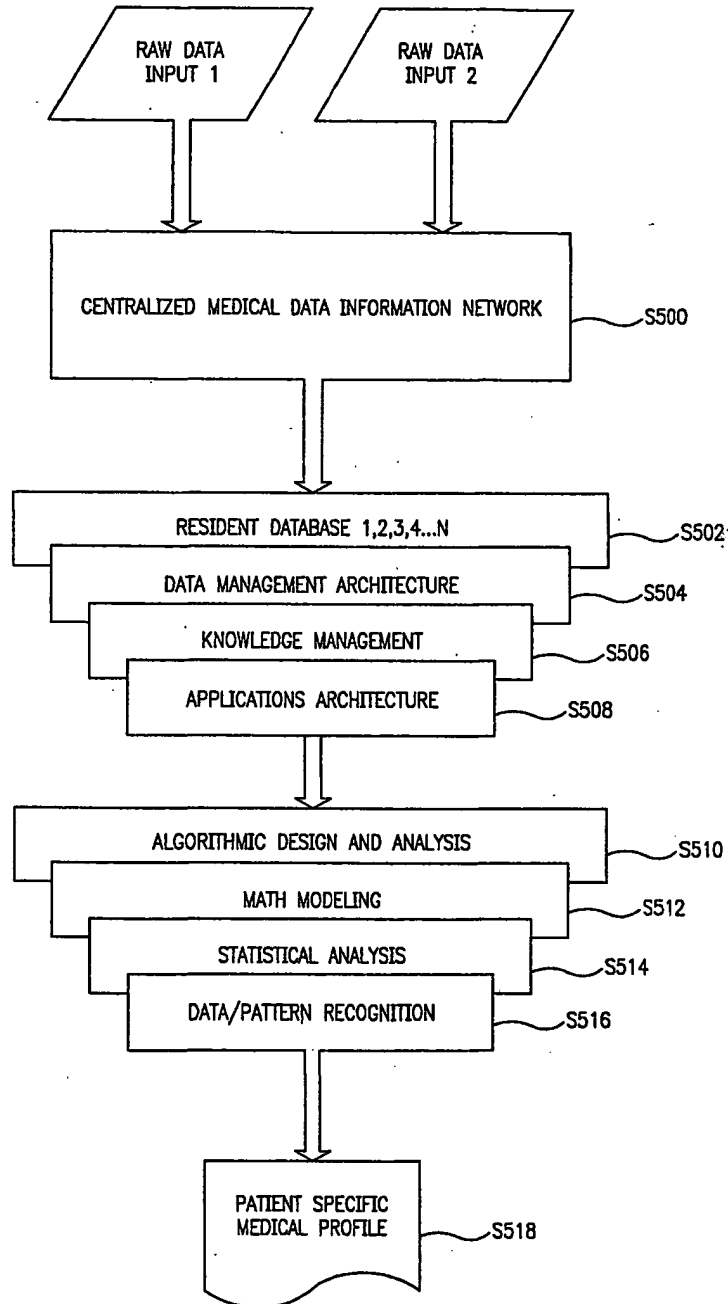 RAW DATA
INPUT 1
RAW DATA
INPUT 2
CENTRALIZED MEDICAL DATA INFORMATION NETWORK
S500
RESIDENT DATABASE 1,2,3,4...N
S502
DATA MANAGEMENT ARCHITECTURE
S504
KNOWLEDGE MANAGEMENT
S506
APPLICATIONS ARCHITECTURE
S508
ALGORITHMIC DESIGN AND ANALYSIS
S510
MATH MODELING
S512
STATISTICAL ANALYSIS
S514
DATA/PATTERN RECOGNITION
S516
PATIENT SPECIFIC
MEDICAL PROFILE
S518